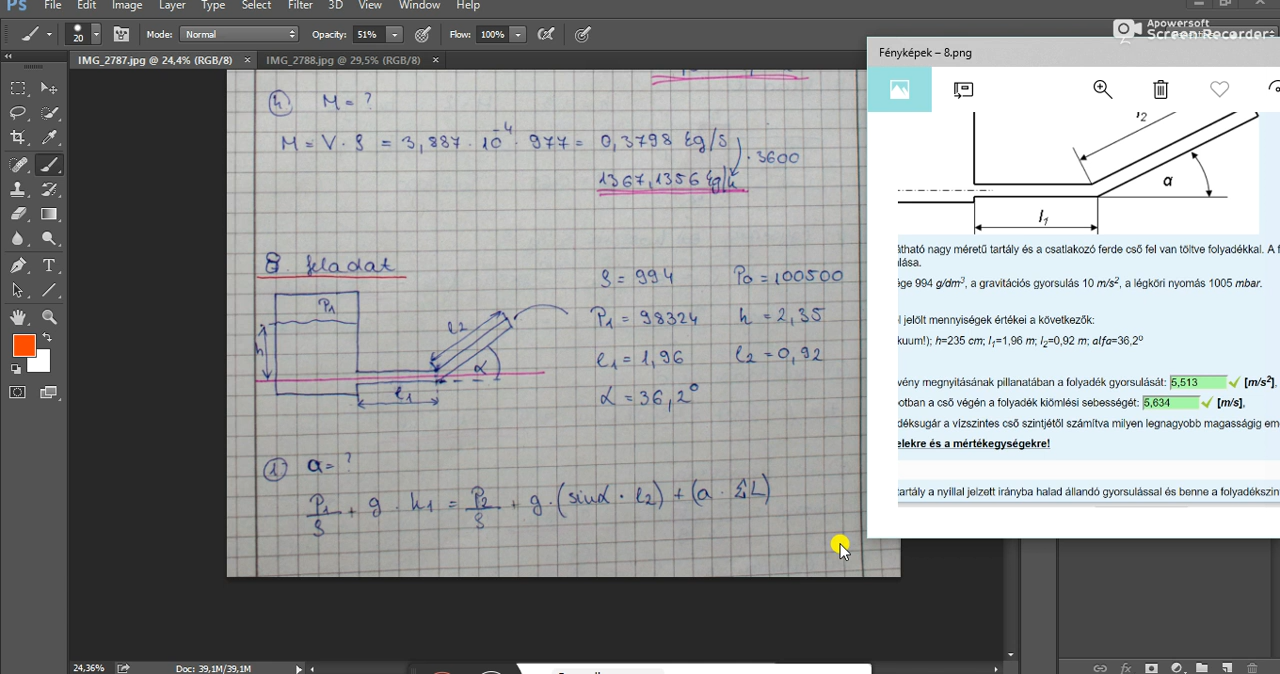 File Edit Image Layer Type Select Filter 3D View Window Help
20 Mode: Normal Opacity: 51% Flow: 100%
Apowersoft
Screen Recorder
IMG_2787.jpg @ 24,4% (RGB/8) × IMG_2788.jpg @ 29,5% (RGB/8) ×
4. M = ?
M = V · ρ = 3,887 · 10⁻⁴ · 977 = 0,3798 kg/s
· 3600
1367,1356 kg/h
8. feladat
P1
h
l2
α
l1
ρ = 994 P0 = 100500
P1 = 98324 h = 2,35
l1 = 1,96 l2 = 0,92
α = 36,2°
1. a = ?
P1/ρ + g · h1 = P2/ρ + g · (sinα · l2) + (a · ΣL)
Fényképek – 8.png
l2
α
l1
átható nagy méretű tartály és a csatlakozó ferde cső fel van töltve folyadékkal. A f
ulása.
ége 994 g/dm³, a gravitációs gyorsulás 10 m/s², a légköri nyomás 1005 mbar.
l jelölt mennyiségek értékei a következők:
kuum!); h=235 cm; l1=1,96 m; l2=0,92 m; alfa=36,2⁰
vény megnyitásának pillanatában a folyadék gyorsulását: 5,513 [m/s²],
otban a cső végén a folyadék kiömlési sebességét: 5,634 [m/s],
déksugár a vízszintes cső szintjétől számítva milyen legnagyobb magasságig em
elekre és a mértékegységekre!
tartály a nyíllal jelzett irányba halad állandó gyorsulással és benne a folyadékszin
24,36% Doc: 39,1M/39,1M